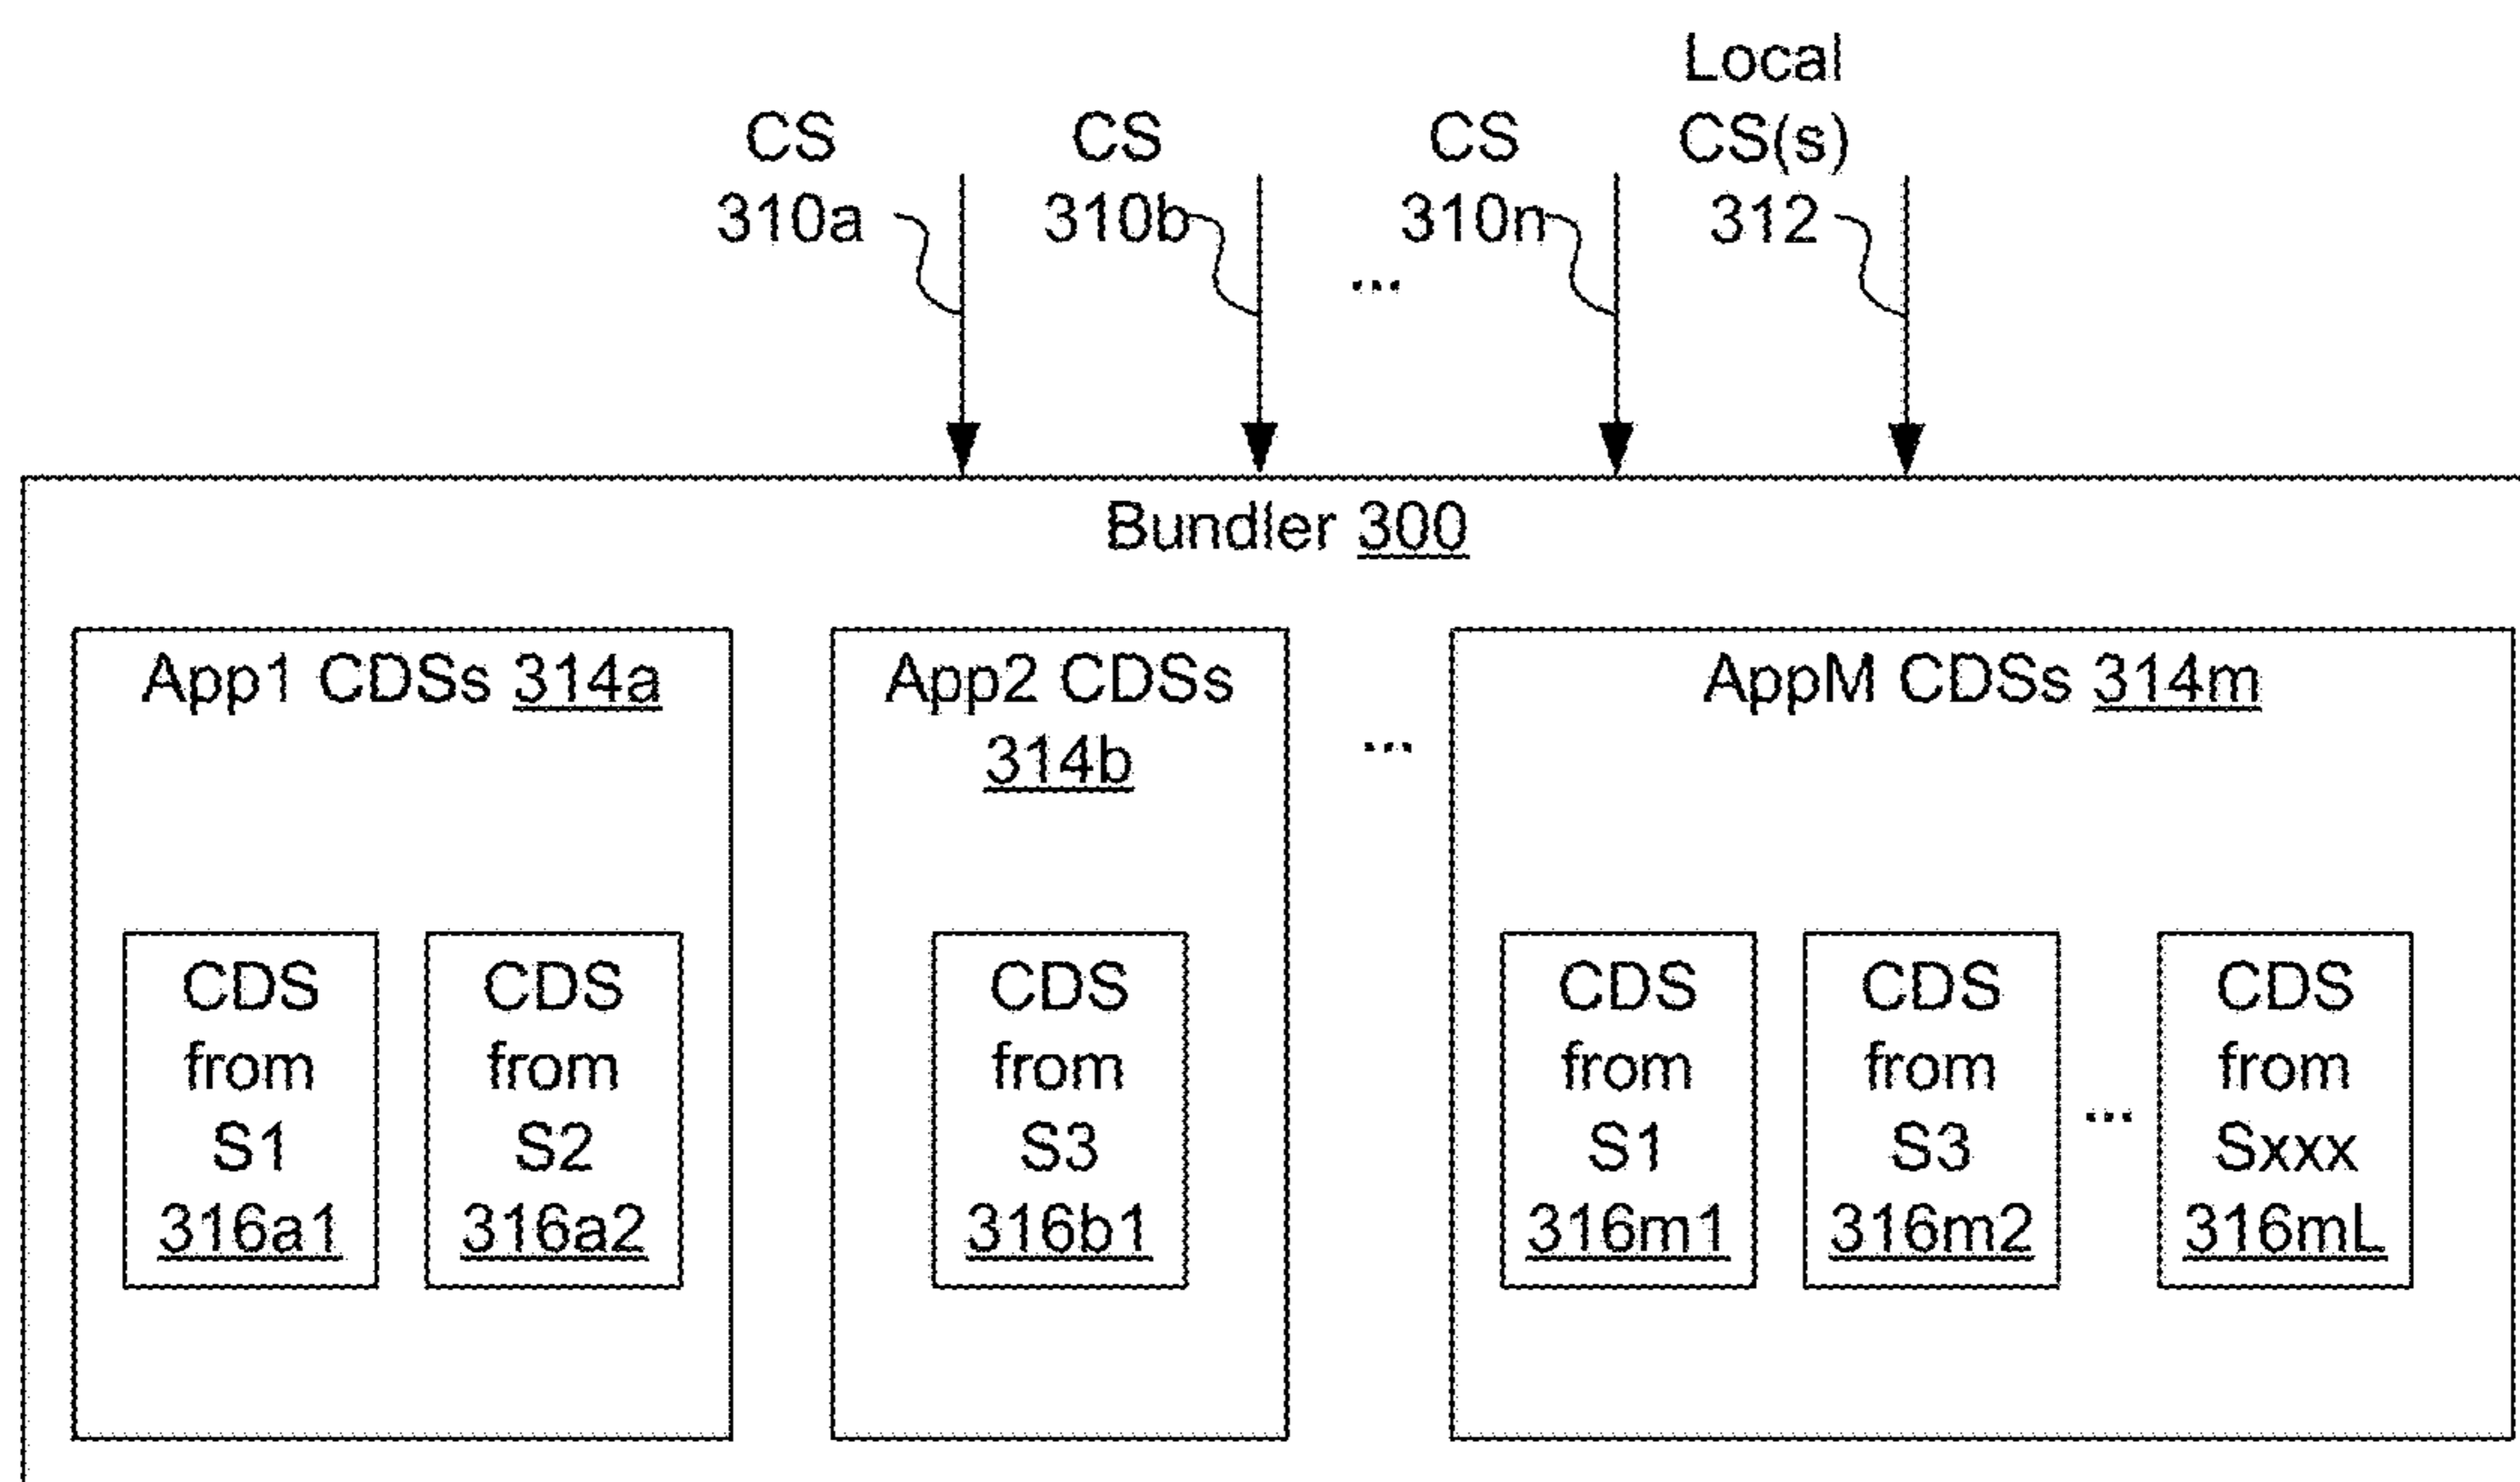 Local
CS CS CS CS(s)
310a 310b 310n 312
...
Bundler 300
App1 CDSs 314a
App2 CDSs
314b
...
AppM CDSs 314m
CDS
from
S1
316a1
CDS
from
S2
316a2
CDS
from
S3
316b1
CDS
from
S1
316m1
CDS
from
S3
316m2
...
CDS
from
Sxxx
316mL